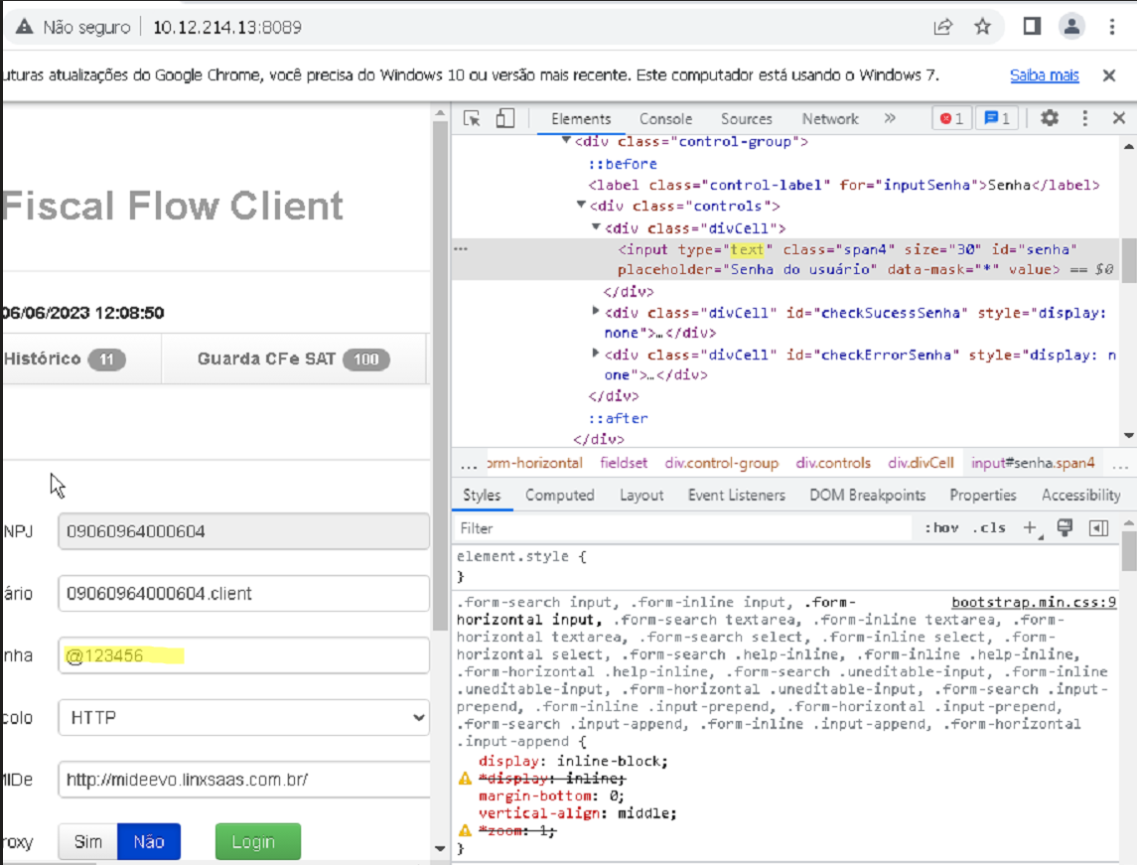 Não seguro 10.12.214.13:8089
uturas atualizações do Google Chrome, você precisa do Windows 10 ou versão mais recente. Este computador está usando o Windows 7. Saiba mais
Fiscal Flow Client
06/06/2023 12:08:50
Histórico 11 Guarda CFe SAT 100
NPJ 09060964000604
ário 09060964000604.client
nha @123456
colo HTTP
MIDe http://mideevo.linxsaas.com.br/
roxy Sim Não Login
Elements Console Sources Network » 1 1
<div class="control-group">
::before
<label class="control-label" for="inputSenha">Senha</label>
<div class="controls">
<div class="divCell">
... <input type="text" class="span4" size="30" id="senha"
placeholder="Senha do usuário" data-mask="*" value> == $0
</div>
<div class="divCell" id="checkSucessSenha" style="display:
none">…</div>
<div class="divCell" id="checkErrorSenha" style="display: n
one">…</div>
</div>
::after
</div>
... orm-horizontal fieldset div.control-group div.controls div.divCell input#senha.span4 ...
Styles Computed Layout Event Listeners DOM Breakpoints Properties Accessibility
Filter :hov .cls +
element.style {
}
.form-search input, .form-inline input, .form- bootstrap.min.css:9
horizontal input, .form-search textarea, .form-inline textarea, .form-
horizontal textarea, .form-search select, .form-inline select, .form-
horizontal select, .form-search .help-inline, .form-inline .help-inline,
.form-horizontal .help-inline, .form-search .uneditable-input, .form-inline
.uneditable-input, .form-horizontal .uneditable-input, .form-search .input-
prepend, .form-inline .input-prepend, .form-horizontal .input-prepend,
.form-search .input-append, .form-inline .input-append, .form-horizontal
.input-append {
display: inline-block;
*display: inline;
margin-bottom: 0;
vertical-align: middle;
*zoom: 1;
}